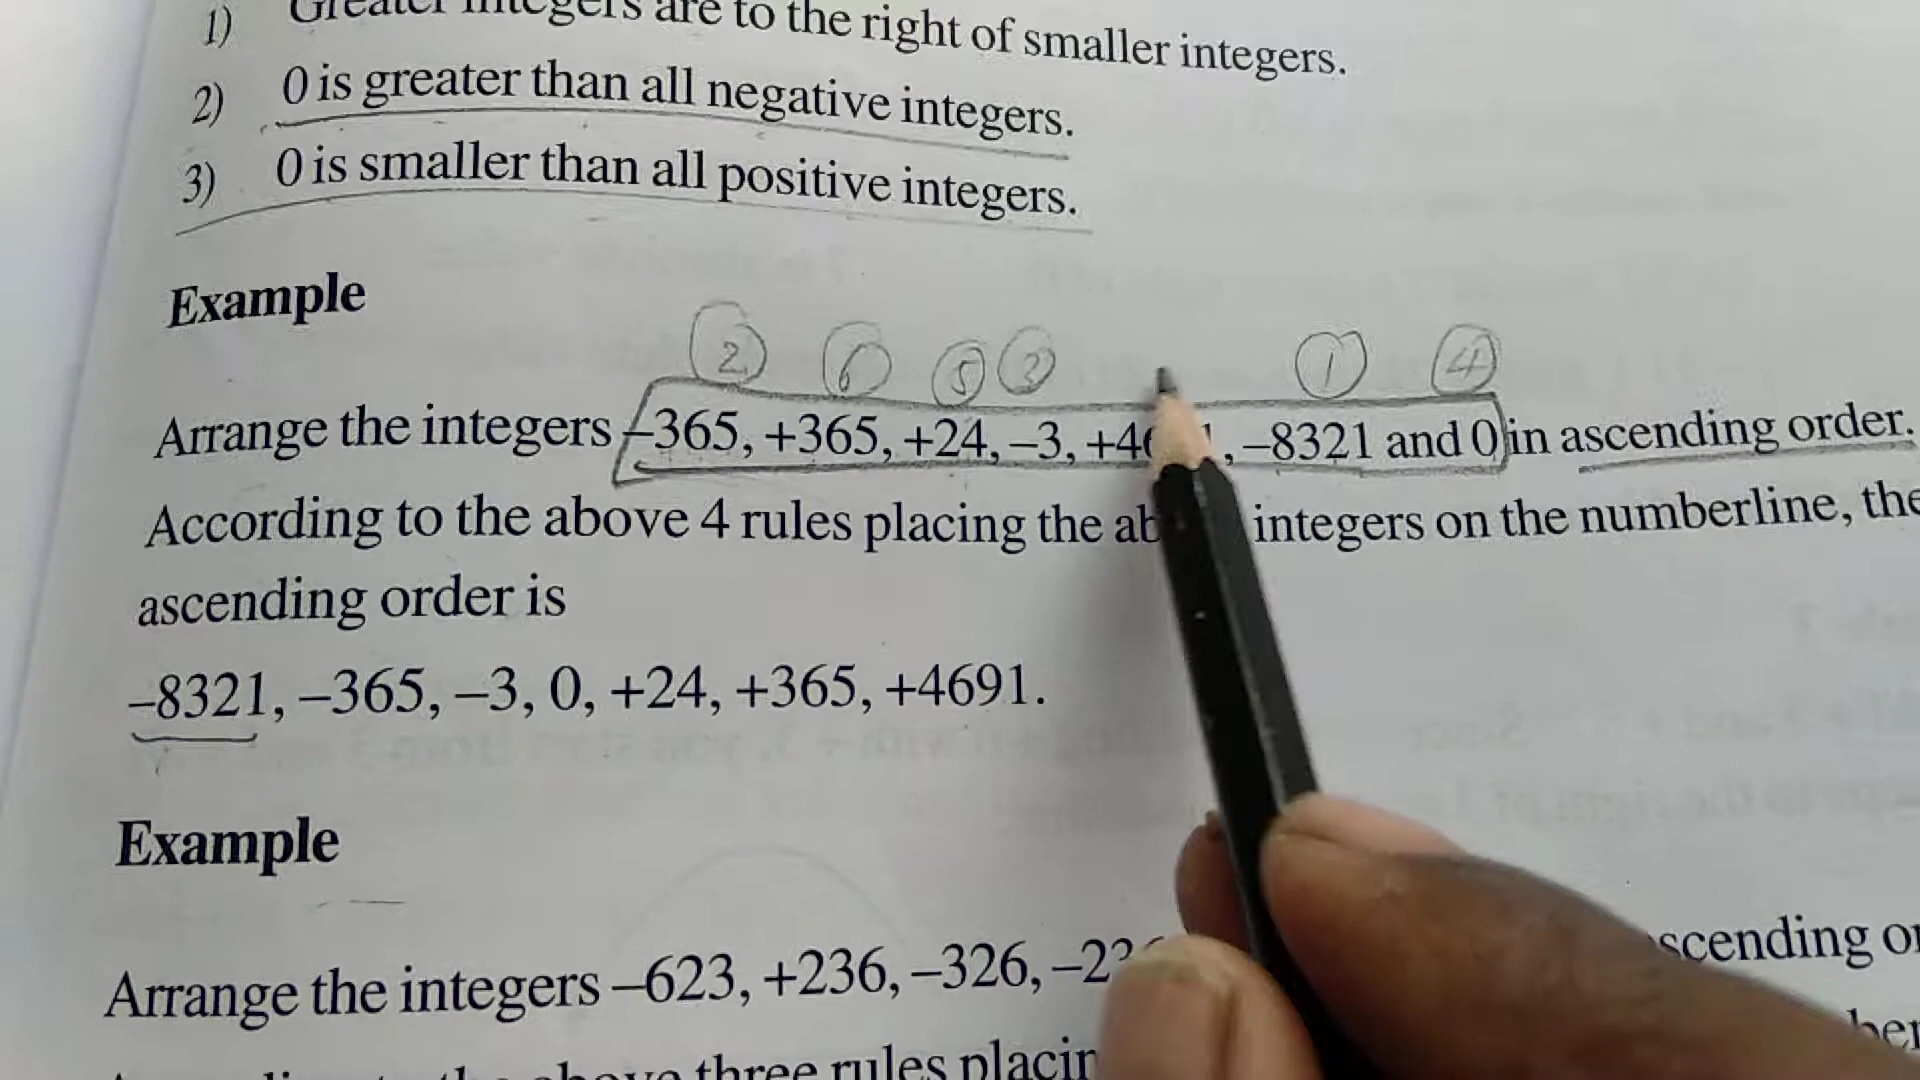 1) Greater integers are to the right of smaller integers.
2) 0 is greater than all negative integers.
3) 0 is smaller than all positive integers.
Example
2 6 5 3 1 4
Arrange the integers –365, +365, +24, –3, +4 1, –8321 and 0 in ascending order.
According to the above 4 rules placing the integers on the numberline, the
ascending order is
–8321, –365, –3, 0, +24, +365, +4691.
Example
Arrange the integers –623, +236, –326,
above three rules